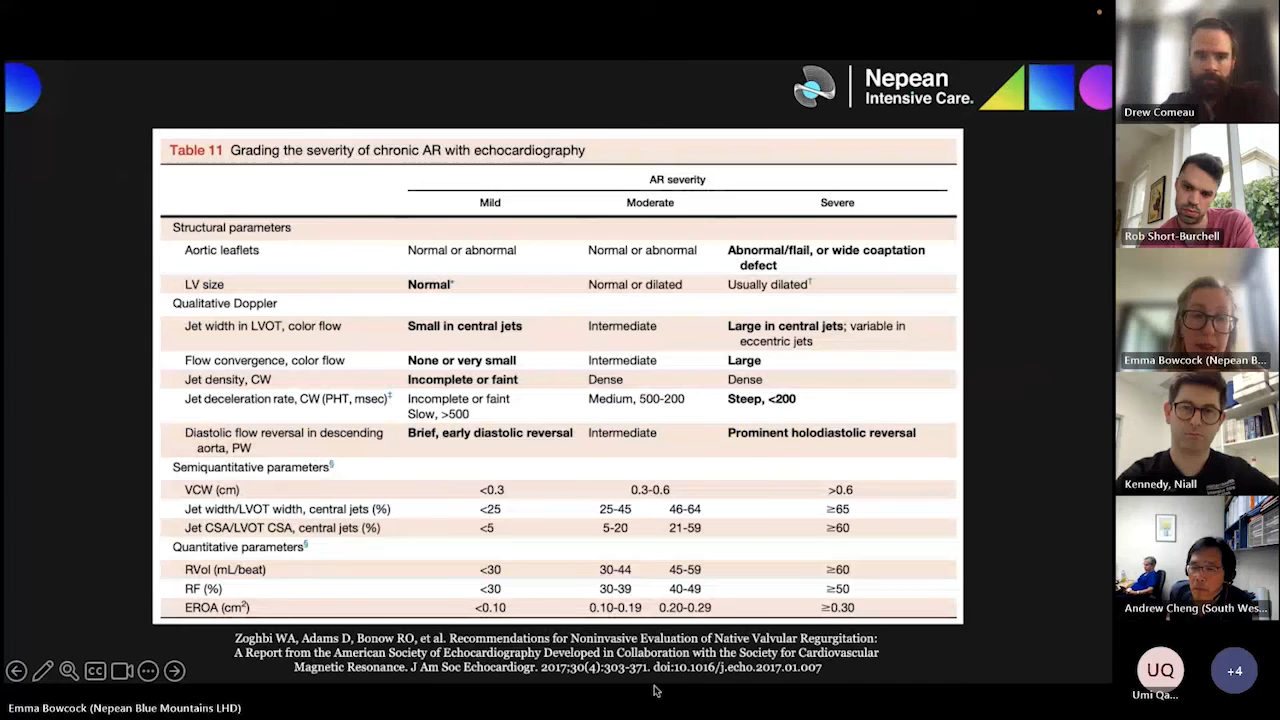 Nepean
Intensive Care.
Table 11 Grading the severity of chronic AR with echocardiography
AR severity
Mild Moderate Severe
Structural parameters
Aortic leaflets Normal or abnormal Normal or abnormal Abnormal/flail, or wide coaptation
defect
LV size Normal* Normal or dilated Usually dilated†
Qualitative Doppler
Jet width in LVOT, color flow Small in central jets Intermediate Large in central jets; variable in
eccentric jets
Flow convergence, color flow None or very small Intermediate Large
Jet density, CW Incomplete or faint Dense Dense
Jet deceleration rate, CW (PHT, msec)‡ Incomplete or faint Medium, 500-200 Steep, <200
Slow, >500
Diastolic flow reversal in descending Brief, early diastolic reversal Intermediate Prominent holodiastolic reversal
aorta, PW
Semiquantitative parameters§
VCW (cm) <0.3 0.3-0.6 >0.6
Jet width/LVOT width, central jets (%) <25 25-45 46-64 ≥65
Jet CSA/LVOT CSA, central jets (%) <5 5-20 21-59 ≥60
Quantitative parameters§
RVol (mL/beat) <30 30-44 45-59 ≥60
RF (%) <30 30-39 40-49 ≥50
EROA (cm²) <0.10 0.10-0.19 0.20-0.29 ≥0.30
Zoghbi WA, Adams D, Bonow RO, et al. Recommendations for Noninvasive Evaluation of Native Valvular Regurgitation:
A Report from the American Society of Echocardiography Developed in Collaboration with the Society for Cardiovascular
Magnetic Resonance. J Am Soc Echocardiogr. 2017;30(4):303-371. doi:10.1016/j.echo.2017.01.007
CC
Emma Bowcock (Nepean Blue Mountains LHD)
Drew Comeau
Rob Short-Burchell
Emma Bowcock (Nepean B...
Kennedy, Niall
Andrew Cheng (South Wes...
UQ
+4
Umi Qa...